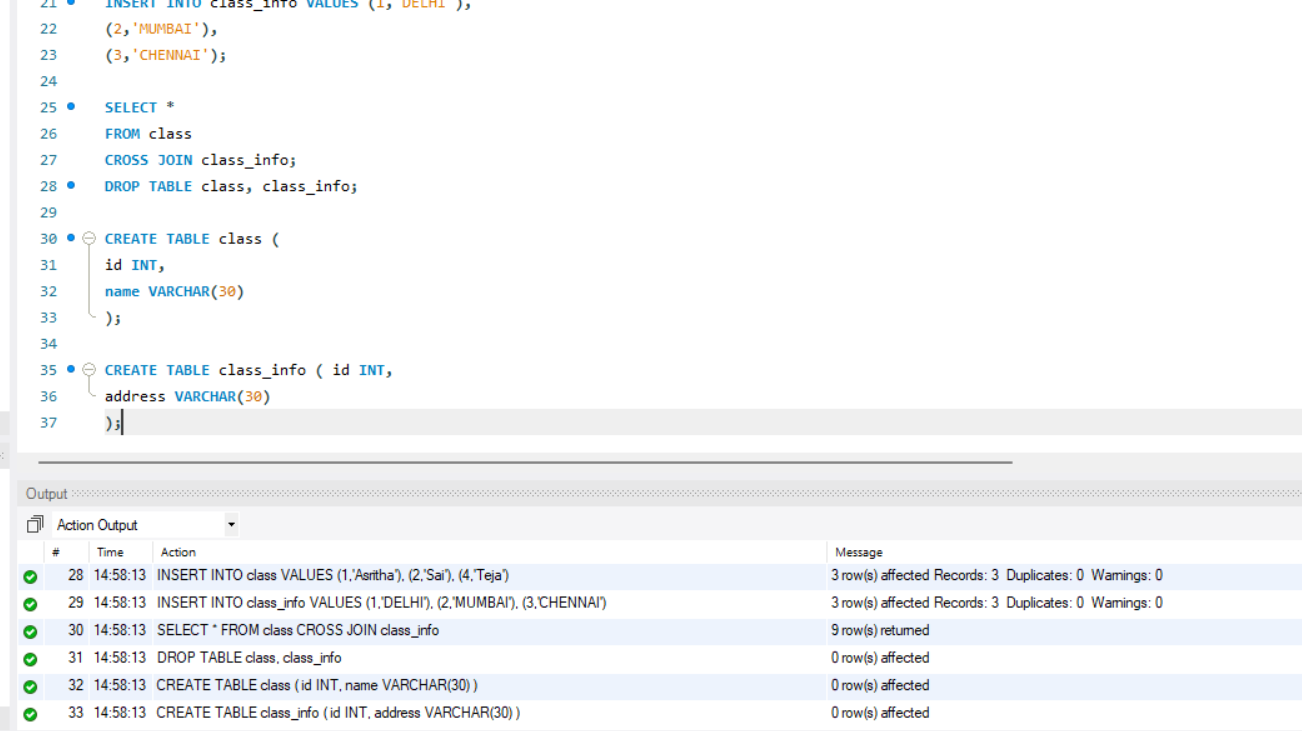 21 INSERT INTO class_info VALUES (1,'DELHI'),
22 (2,'MUMBAI'),
23 (3,'CHENNAI');
24
25 SELECT *
26 FROM class
27 CROSS JOIN class_info;
28 DROP TABLE class, class_info;
29
30 CREATE TABLE class (
31 id INT,
32 name VARCHAR(30)
33 );
34
35 CREATE TABLE class_info ( id INT,
36 address VARCHAR(30)
37 );
Output
Action Output
# Time Action Message
28 14:58:13 INSERT INTO class VALUES (1,'Asritha'), (2,'Sai'), (4,'Teja') 3 row(s) affected Records: 3 Duplicates: 0 Warnings: 0
29 14:58:13 INSERT INTO class_info VALUES (1,'DELHI'), (2,'MUMBAI'), (3,'CHENNAI') 3 row(s) affected Records: 3 Duplicates: 0 Warnings: 0
30 14:58:13 SELECT * FROM class CROSS JOIN class_info 9 row(s) returned
31 14:58:13 DROP TABLE class, class_info 0 row(s) affected
32 14:58:13 CREATE TABLE class ( id INT, name VARCHAR(30) ) 0 row(s) affected
33 14:58:13 CREATE TABLE class_info ( id INT, address VARCHAR(30) ) 0 row(s) affected